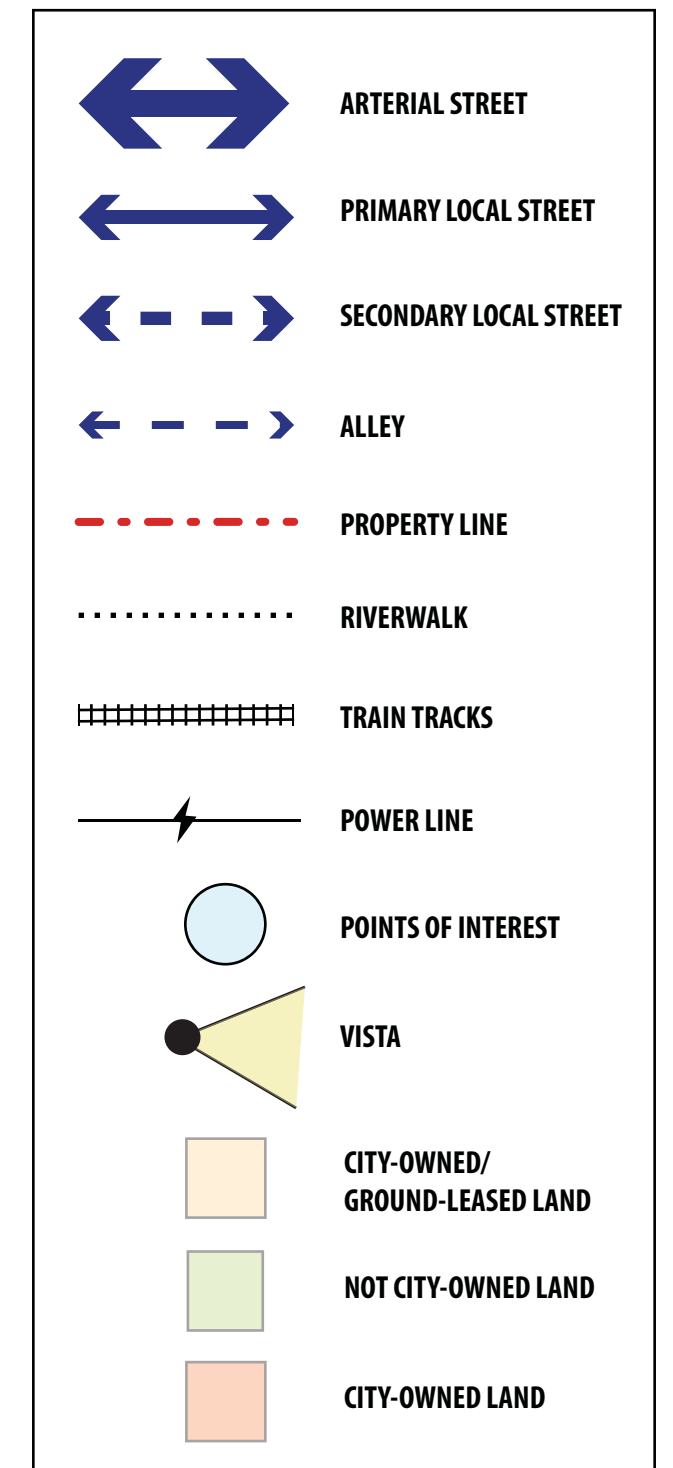 ARTERIAL STREET
PRIMARY LOCAL STREET
SECONDARY LOCAL STREET
ALLEY
PROPERTY LINE
RIVERWALK
TRAIN TRACKS
POWER LINE
POINTS OF INTEREST
VISTA
CITY-OWNED/
GROUND-LEASED LAND
NOT CITY-OWNED LAND
CITY-OWNED LAND